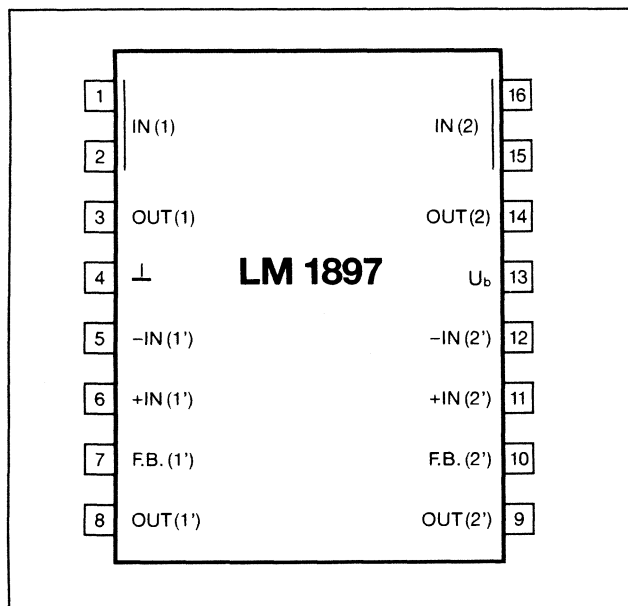 1
16
IN (1)
IN (2)
2
15
3
OUT(1)
OUT(2)
14
4
⊥
LM 1897
U_b
13
5
–IN (1')
–IN (2')
12
6
+IN (1')
+IN (2')
11
7
F.B. (1')
F.B. (2')
10
8
OUT (1')
OUT(2')
9